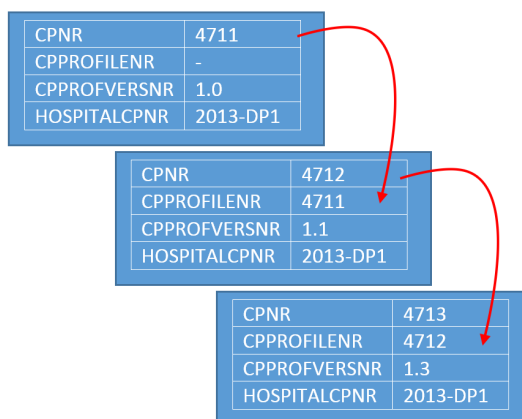 CPNR 4711
CPPROFILENR -
CPPROFVERSNR 1.0
HOSPITALCPNR 2013-DP1
CPNR 4712
CPPROFILENR 4711
CPPROFVERSNR 1.1
HOSPITALCPNR 2013-DP1
CPNR 4713
CPPROFILENR 4712
CPPROFVERSNR 1.3
HOSPITALCPNR 2013-DP1